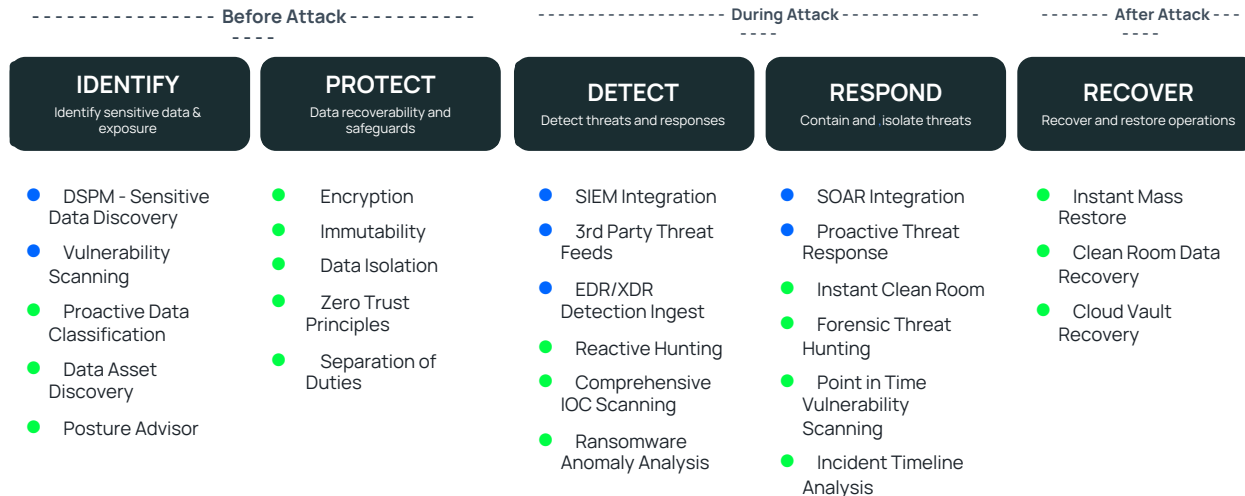 Before Attack
During Attack
After Attack
IDENTIFY
Identify sensitive data &
exposure
PROTECT
Data recoverability and
safeguards
DETECT
Detect threats and responses
RESPOND
Contain and ,isolate threats
RECOVER
Recover and restore operations
DSPM - Sensitive
Data Discovery
Vulnerability
Scanning
Proactive Data
Classification
Data Asset
Discovery
Posture Advisor
Encryption
Immutability
Data Isolation
Zero Trust
Principles
Separation of
Duties
SIEM Integration
3rd Party Threat
Feeds
EDR/XDR
Detection Ingest
Reactive Hunting
Comprehensive
IOC Scanning
Ransomware
Anomaly Analysis
SOAR Integration
Proactive Threat
Response
Instant Clean Room
Forensic Threat
Hunting
Point in Time
Vulnerability
Scanning
Incident Timeline
Analysis
Instant Mass
Restore
Clean Room Data
Recovery
Cloud Vault
Recovery